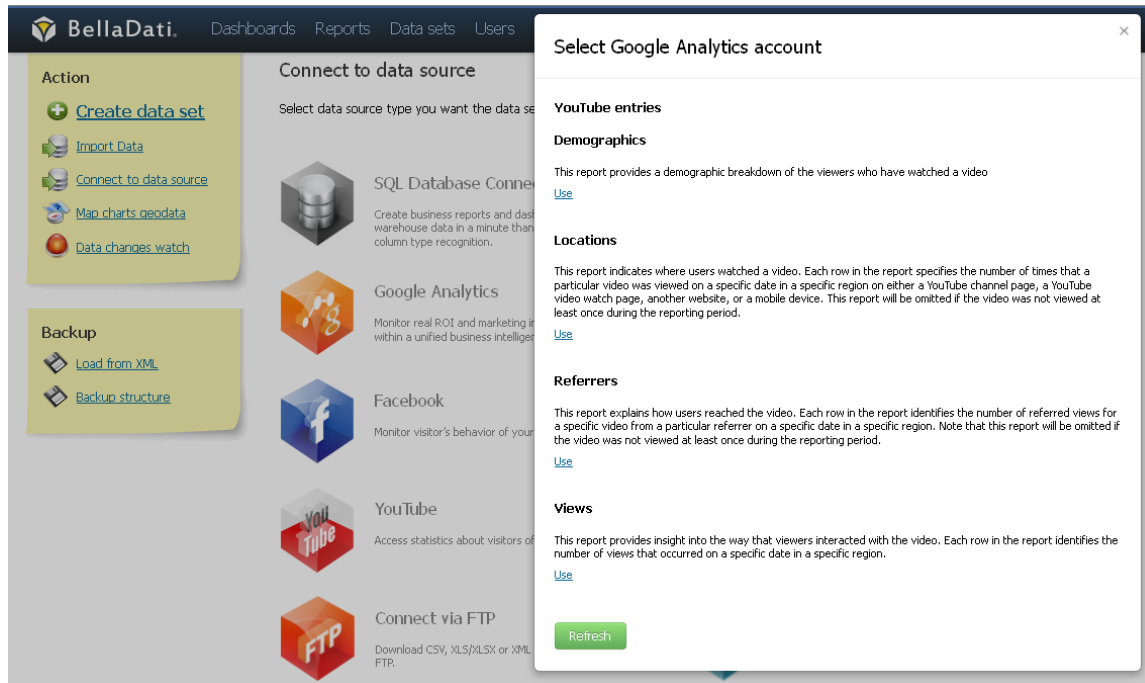 BellaDati.
Dashboards Reports Data sets Users
Action
Create data set
Import Data
Connect to data source
Map charts geodata
Data changes watch
Backup
Load from XML
Backup structure
Connect to data source
Select data source type you want the data se
SQL Database Conne
Create business reports and das
warehouse data in a minute than
column type recognition.
Google Analytics
Monitor real ROI and marketing in
within a unified business intelliger
Facebook
Monitor visitor's behavior of your
You
Tube
YouTube
Access statistics about visitors of
FTP
Connect via FTP
Download CSV, XLS/XLSX or XML
FTP.
Select Google Analytics account
×
YouTube entries
Demographics
This report provides a demographic breakdown of the viewers who have watched a video
Use
Locations
This report indicates where users watched a video. Each row in the report specifies the number of times that a
particular video was viewed on a specific date in a specific region on either a YouTube channel page, a YouTube
video watch page, another website, or a mobile device. This report will be omitted if the video was not viewed at
least once during the reporting period.
Use
Referrers
This report explains how users reached the video. Each row in the report identifies the number of referred views for
a specific video from a particular referrer on a specific date in a specific region. Note that this report will be omitted if
the video was not viewed at least once during the reporting period.
Use
Views
This report provides insight into the way that viewers interacted with the video. Each row in the report identifies the
number of views that occurred on a specific date in a specific region.
Use
Refresh